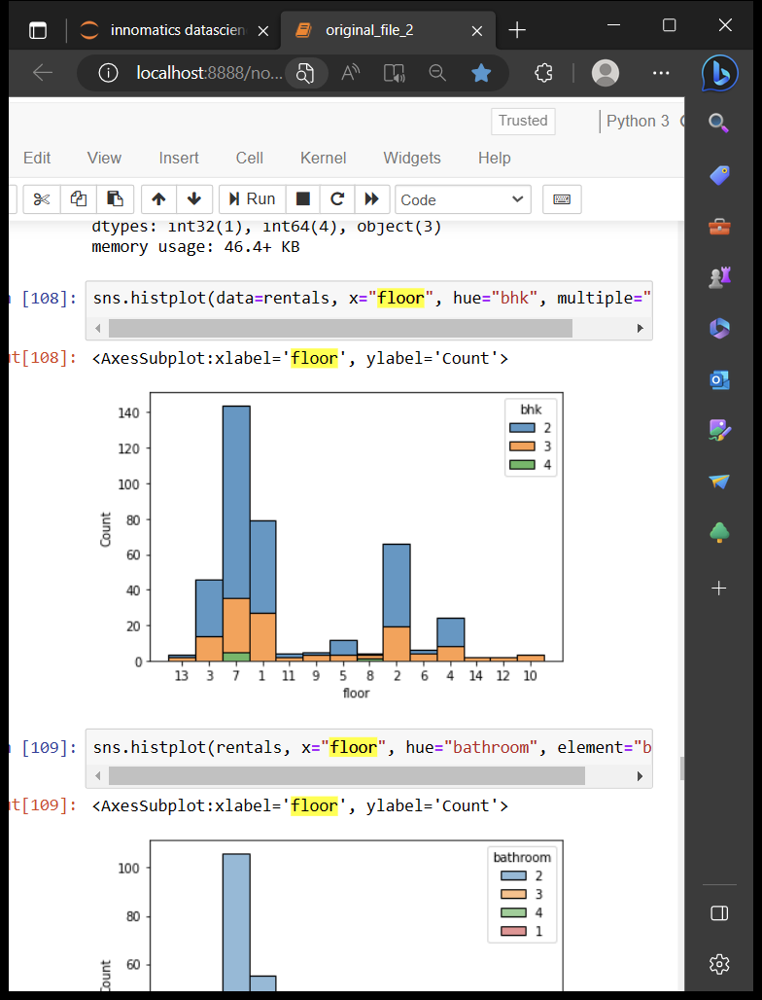 innomatics datascien
original_file_2
localhost:8888/no...
Trusted
Python 3
Edit View Insert Cell Kernel Widgets Help
Run
Code
dtypes: int32(1), int64(4), object(3)
memory usage: 46.4+ KB
[108]: sns.histplot(data=rentals, x="floor", hue="bhk", multiple="
ut[108]: <AxesSubplot:xlabel='floor', ylabel='Count'>
bhk
2
3
4
140
120
100
80
60
40
20
0
Count
13 3 7 1 11 9 5 8 2 6 4 14 12 10
floor
[109]: sns.histplot(rentals, x="floor", hue="bathroom", element="b
ut[109]: <AxesSubplot:xlabel='floor', ylabel='Count'>
bathroom
2
3
4
1
100
80
60
Count